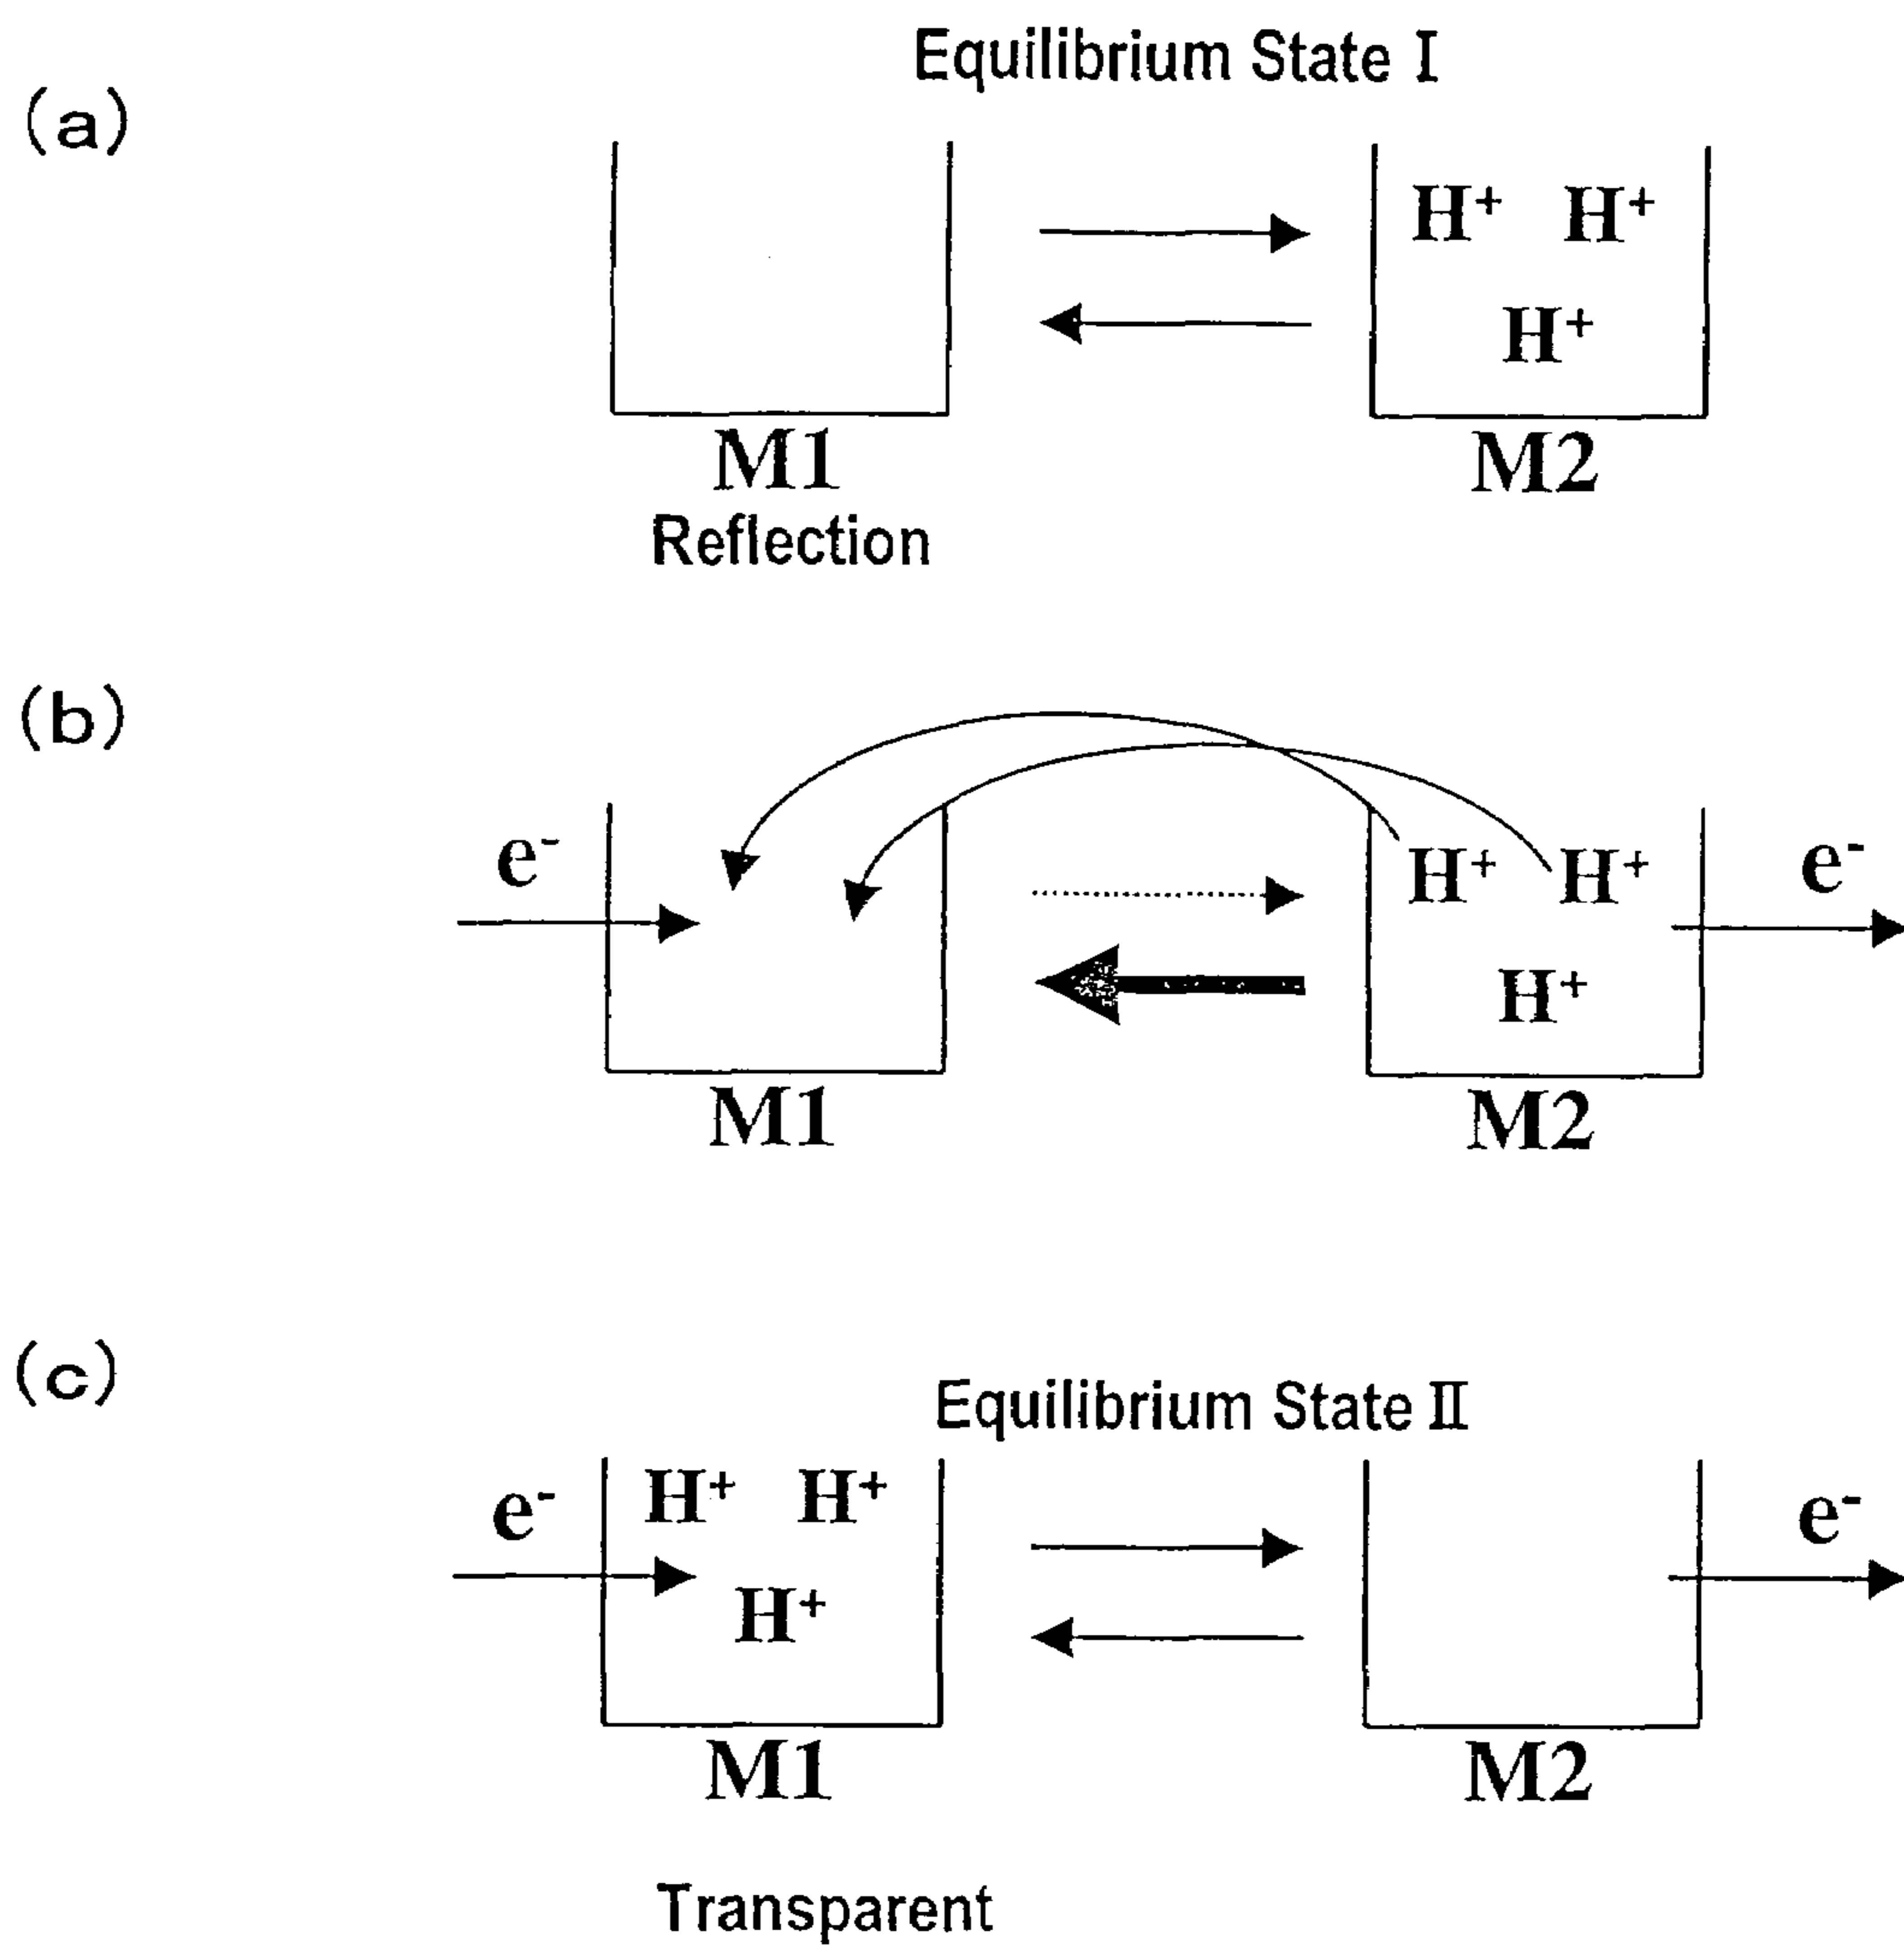 Equilibrium State I
(a)
H⁺ H⁺
H⁺
M1 M2
Reflection
(b)
e⁻ H⁺ H⁺ e⁻
H⁺
M1 M2
(c)
Equilibrium State II
e⁻ H⁺ H⁺ e⁻
H⁺
M1 M2
Transparent